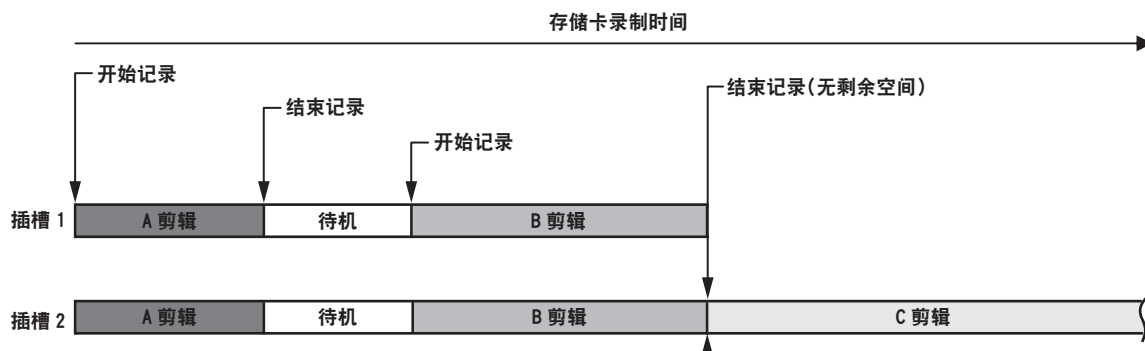 存储卡录制时间
开始记录
结束记录(无剩余空间)
结束记录
开始记录
插槽 1
A 剪辑
待机
B 剪辑
插槽 2
A 剪辑
待机
B 剪辑
C 剪辑